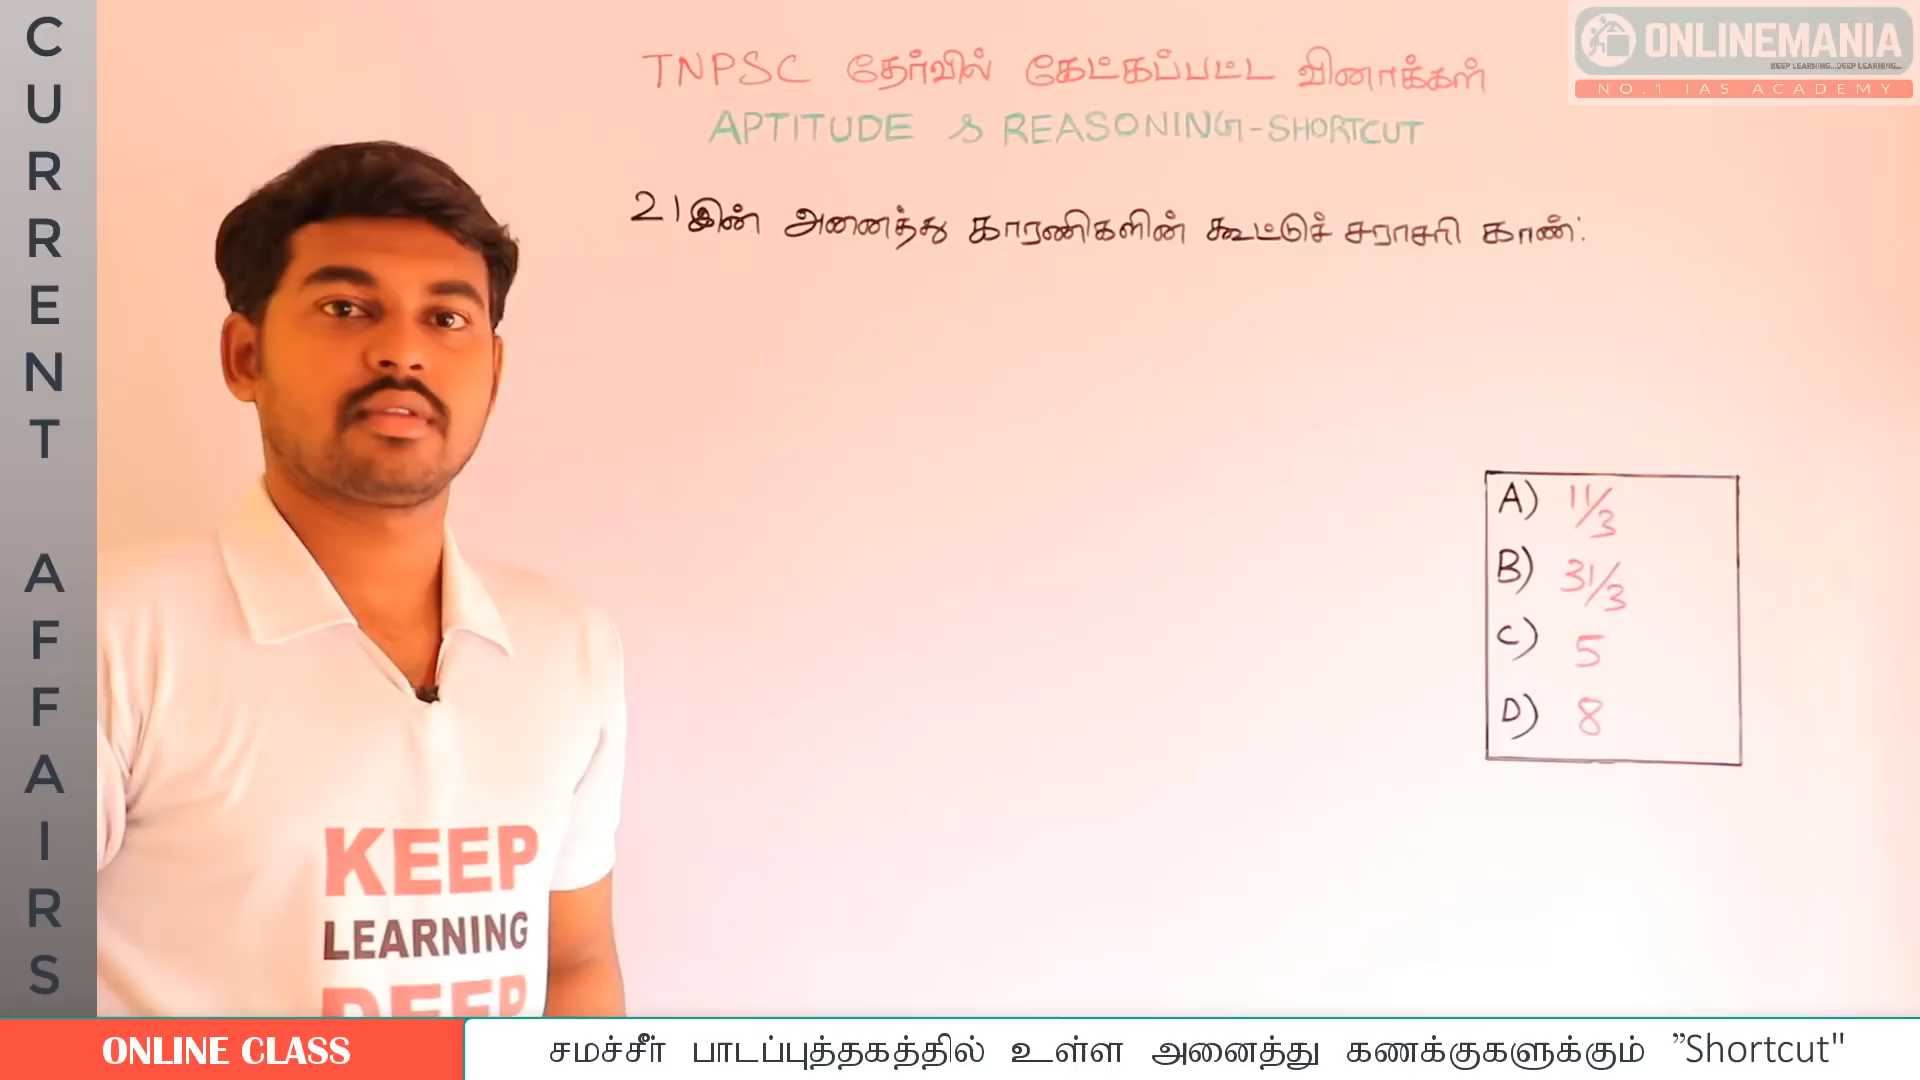 CURRENT AFFAIRS
ONLINEMANIA
KEEP LEARNING...DEEP LEARNING...
NO.1 IAS ACADEMY
TNPSC தேர்வில் கேட்கப்பட்ட வினாக்கள்
APTITUDE & REASONING-SHORTCUT
21இன் அனைத்து காரணிகளின் கூட்டுச் சராசரி காண்:
A) 11/3
B) 31/3
C) 5
D) 8
KEEP
LEARNING
DEEP
ONLINE CLASS
சமச்சீர் பாடப்புத்தகத்தில் உள்ள அனைத்து கணக்குகளுக்கும் ”Shortcut"